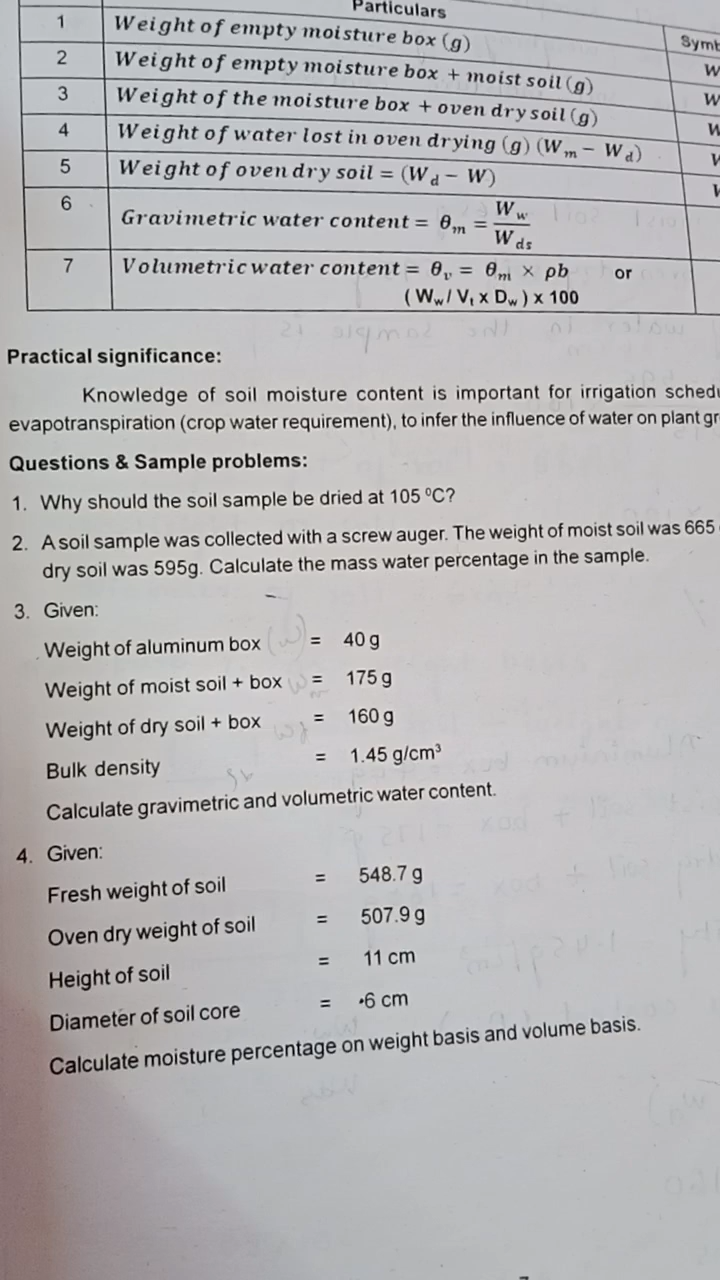 Particulars
Symb
1 Weight of empty moisture box (g) W
2 Weight of empty moisture box + moist soil (g) W
3 Weight of the moisture box + oven dry soil (g) W
4 Weight of water lost in oven drying (g) (Wm − Wd)
5 Weight of oven dry soil = (Wd − W)
6 Gravimetric water content = θm = Ww / Wds
7 Volumetric water content = θv = θm × ρb or
(Ww / Vt x Dw) x 100
Practical significance:
Knowledge of soil moisture content is important for irrigation schedu
evapotranspiration (crop water requirement), to infer the influence of water on plant gr
Questions & Sample problems:
1. Why should the soil sample be dried at 105 ⁰C?
2. A soil sample was collected with a screw auger. The weight of moist soil was 665
dry soil was 595g. Calculate the mass water percentage in the sample.
3. Given:
Weight of aluminum box = 40 g
Weight of moist soil + box = 175 g
Weight of dry soil + box = 160 g
Bulk density = 1.45 g/cm³
Calculate gravimetric and volumetric water content.
4. Given:
Fresh weight of soil = 548.7 g
Oven dry weight of soil = 507.9 g
Height of soil = 11 cm
Diameter of soil core = 6 cm
Calculate moisture percentage on weight basis and volume basis.